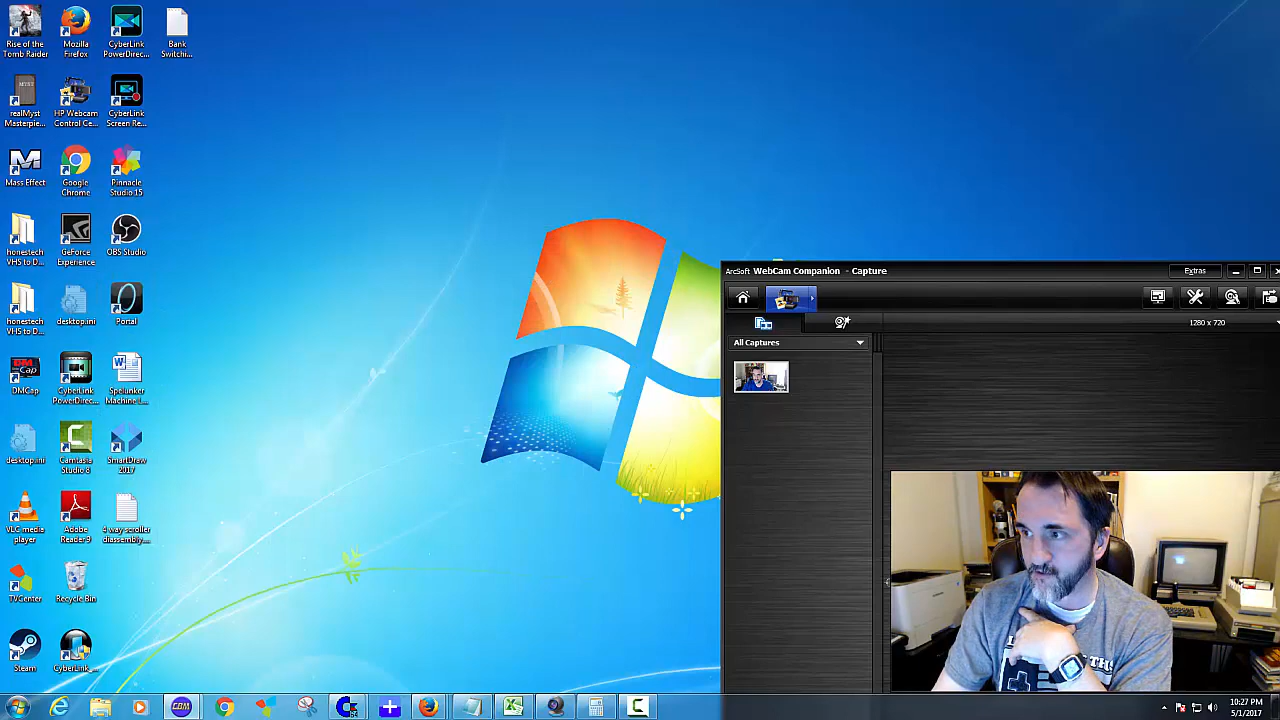 Rise of the
Tomb Raider
Mozilla
Firefox
CyberLink
PowerDirec...
Bank
Switchi...
MYST
realMyst
Masterpie...
HP Webcam
Control Ce...
CyberLink
Screen Re...
Mass Effect
Google
Chrome
Pinnacle
Studio 15
honestech
VHS to D...
GeForce
Experience
OBS Studio
honestech
VHS to D...
desktop.ini
Portal
DMCap
CyberLink
PowerDirec...
Spelunker
Machine L...
desktop.ini
Camtasia
Studio 8
SmartDraw
2017
VLC media
player
Adobe
Reader 9
4 way scroller
diassembly...
TVCenter
Recycle Bin
Steam
CyberLink
ArcSoft WebCam Companion - Capture
Extras
1280 x 720
All Captures
COM
10:27 PM
5/1/2017